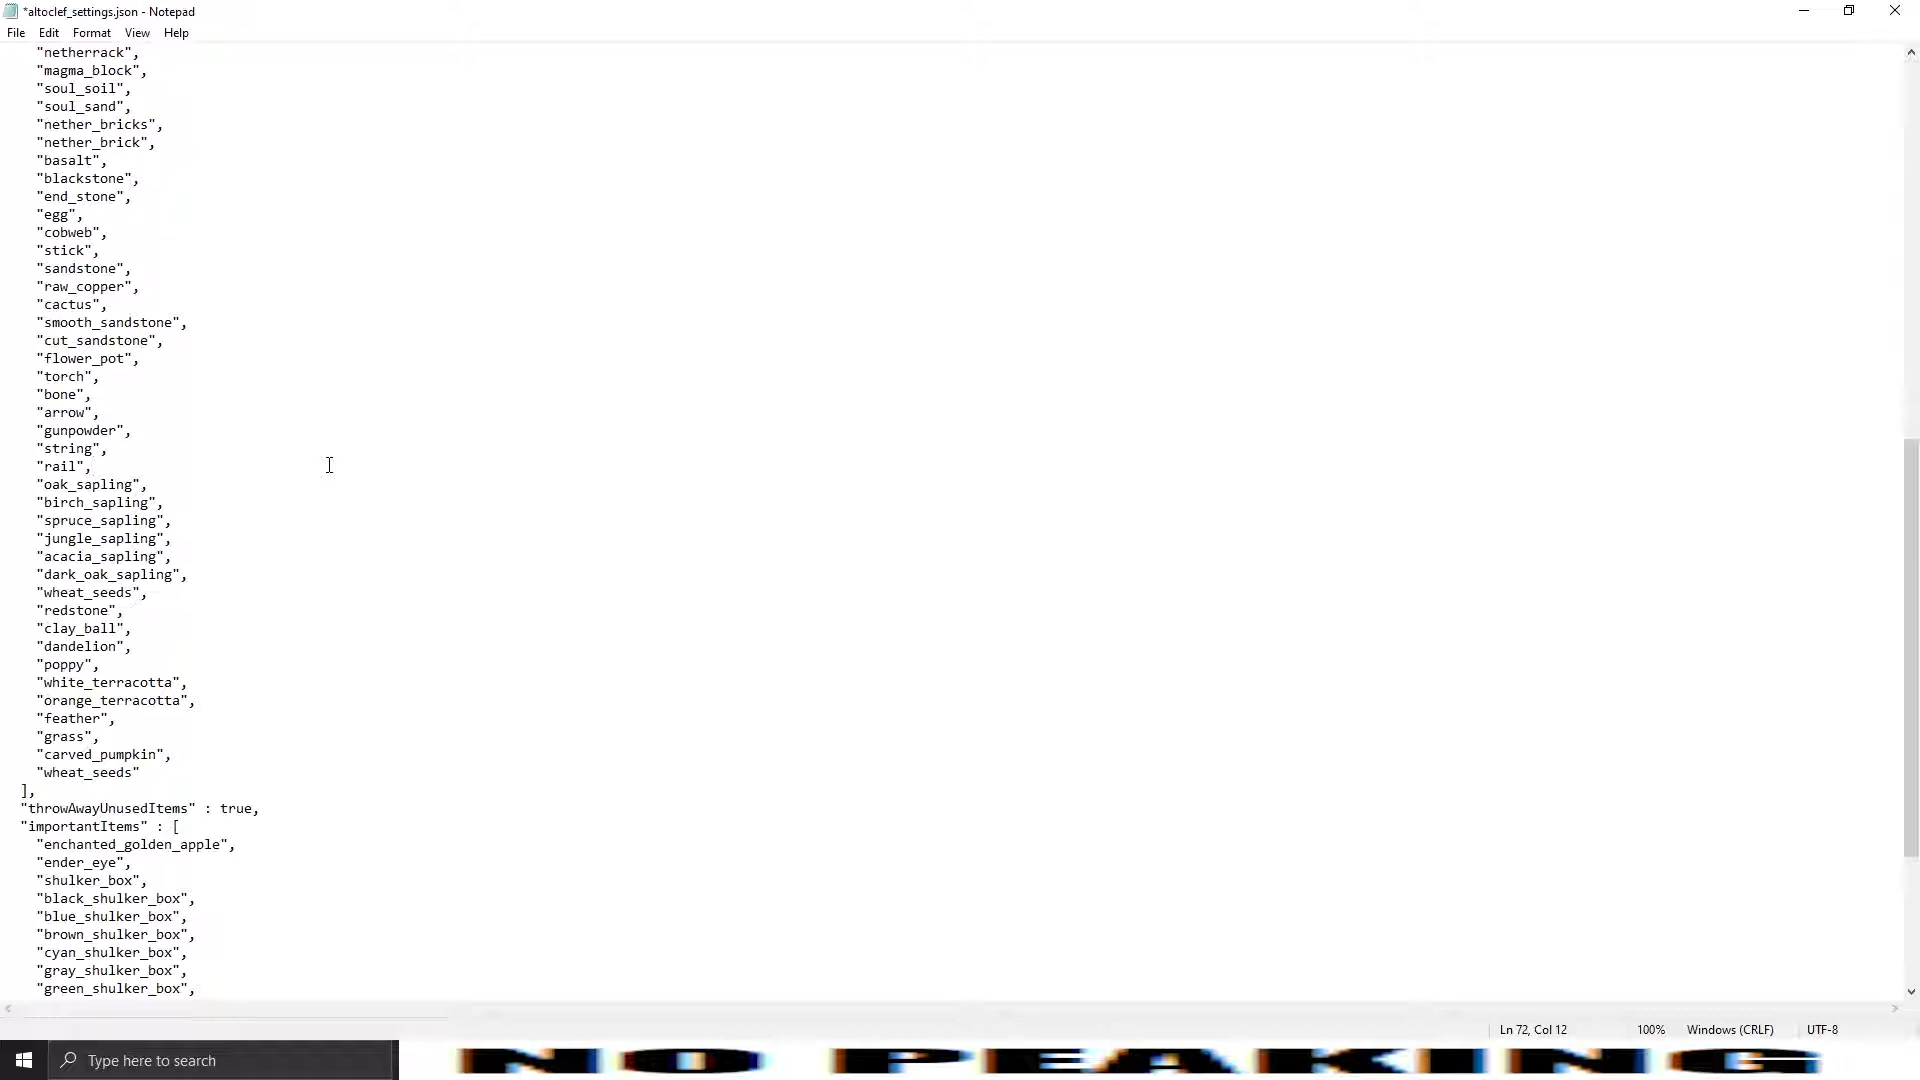 *altoclef_settings.json - Notepad
File Edit Format View Help
"netherrack",
"magma_block",
"soul_soil",
"soul_sand",
"nether_bricks",
"nether_brick",
"basalt",
"blackstone",
"end_stone",
"egg",
"cobweb",
"stick",
"sandstone",
"raw_copper",
"cactus",
"smooth_sandstone",
"cut_sandstone",
"flower_pot",
"torch",
"bone",
"arrow",
"gunpowder",
"string",
"rail",
"oak_sapling",
"birch_sapling",
"spruce_sapling",
"jungle_sapling",
"acacia_sapling",
"dark_oak_sapling",
"wheat_seeds",
"redstone",
"clay_ball",
"dandelion",
"poppy",
"white_terracotta",
"orange_terracotta",
"feather",
"grass",
"carved_pumpkin",
"wheat_seeds"
],
"throwAwayUnusedItems" : true,
"importantItems" : [
"enchanted_golden_apple",
"ender_eye",
"shulker_box",
"black_shulker_box",
"blue_shulker_box",
"brown_shulker_box",
"cyan_shulker_box",
"gray_shulker_box",
"green_shulker_box",
Ln 72, Col 12 100% Windows (CRLF) UTF-8
Type here to search NO PEAKING